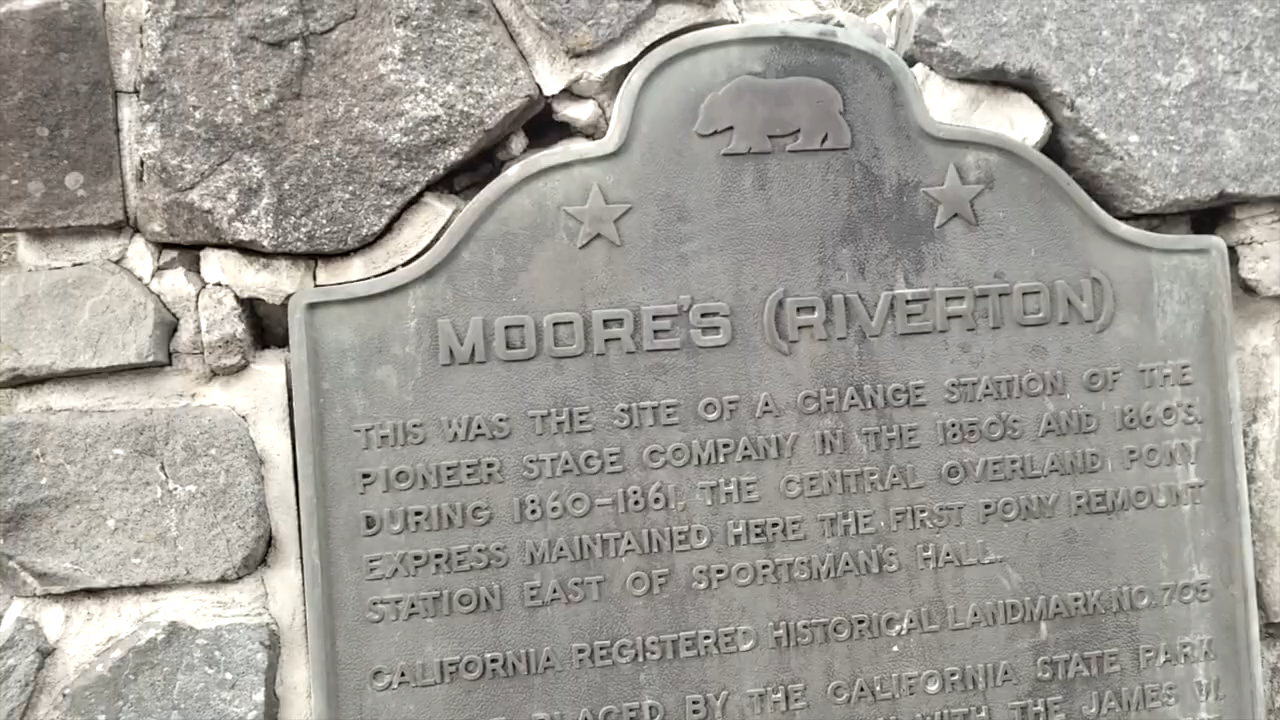 MOORE'S (RIVERTON)
THIS WAS THE SITE OF A CHANGE STATION OF THE
PIONEER STAGE COMPANY IN THE 1850'S AND 1860'S.
DURING 1860-1861, THE CENTRAL OVERLAND PONY
EXPRESS MAINTAINED HERE THE FIRST PONY REMOUNT
STATION EAST OF SPORTSMAN'S HALL.
CALIFORNIA REGISTERED HISTORICAL LANDMARK NO. 705
PLACED BY THE CALIFORNIA STATE PARK
WITH THE JAMES W.